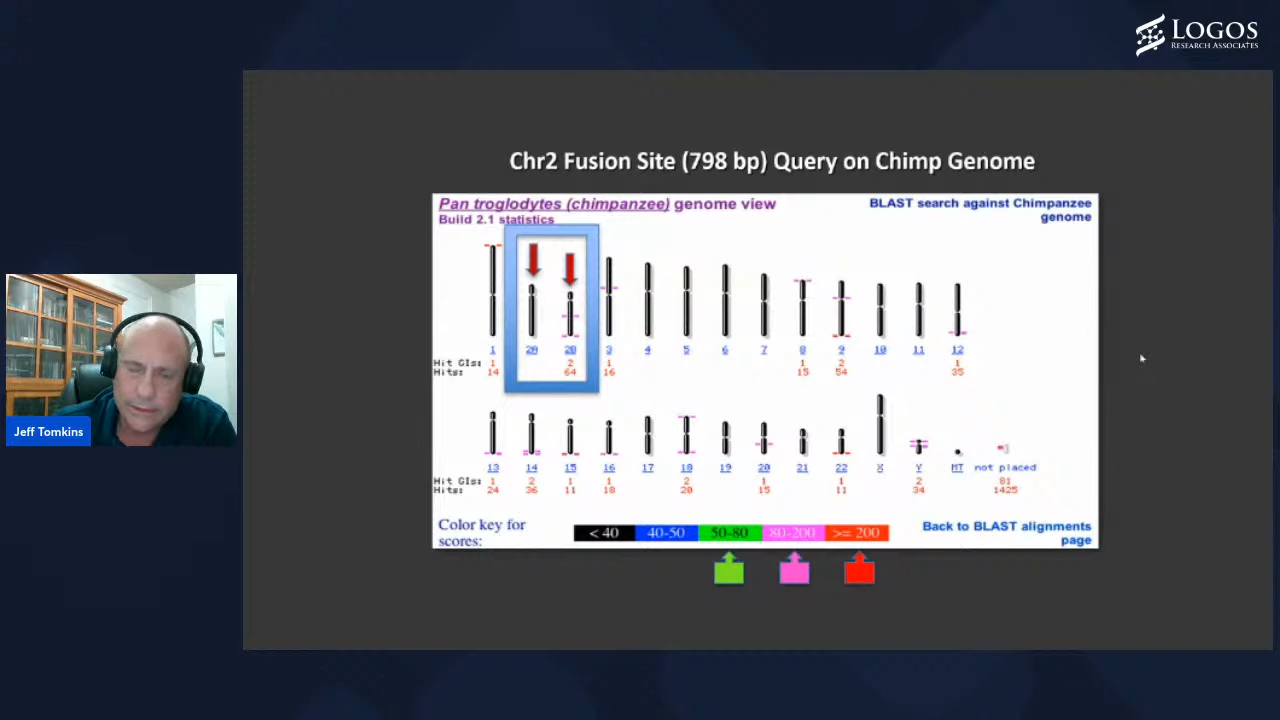 LOGOS
RESEARCH ASSOCIATES
Chr2 Fusion Site (798 bp) Query on Chimp Genome
Pan troglodytes (chimpanzee) genome view
Build 2.1 statistics
BLAST search against Chimpanzee
genome
1 2A 2B 3 4 5 6 7 8 9 10 11 12
Hit GIs: 1 2 1 1 2 1
Hits: 14 64 16 15 54 35
13 14 15 16 17 18 19 20 21 22 X Y MT not placed
Hit GIs: 1 2 1 1 2 1 1 2 81
Hits: 24 36 11 18 20 15 11 34 1425
Color key for
scores:
< 40 40-50 50-80 80-200 >= 200
Back to BLAST alignments
page
Jeff Tomkins